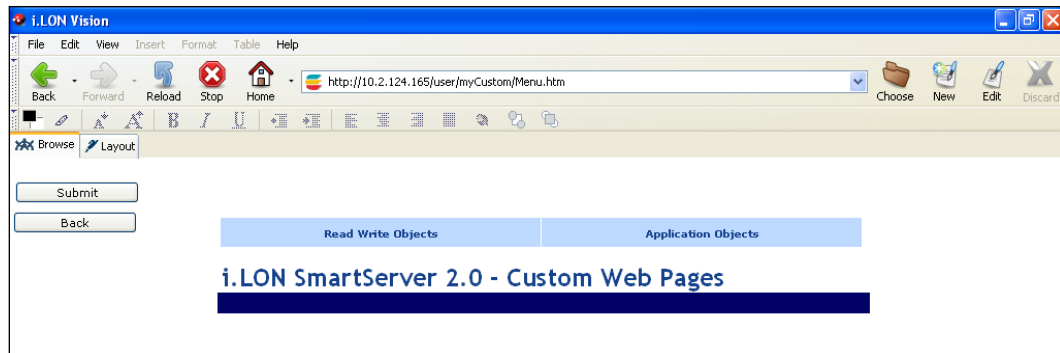 i.LON Vision
File Edit View Insert Format Table Help
http://10.2.124.165/user/myCustom/Menu.htm
Back Forward Reload Stop Home Choose New Edit Discard
B I U
Browse Layout
Submit
Back
Read Write Objects Application Objects
i.LON SmartServer 2.0 - Custom Web Pages